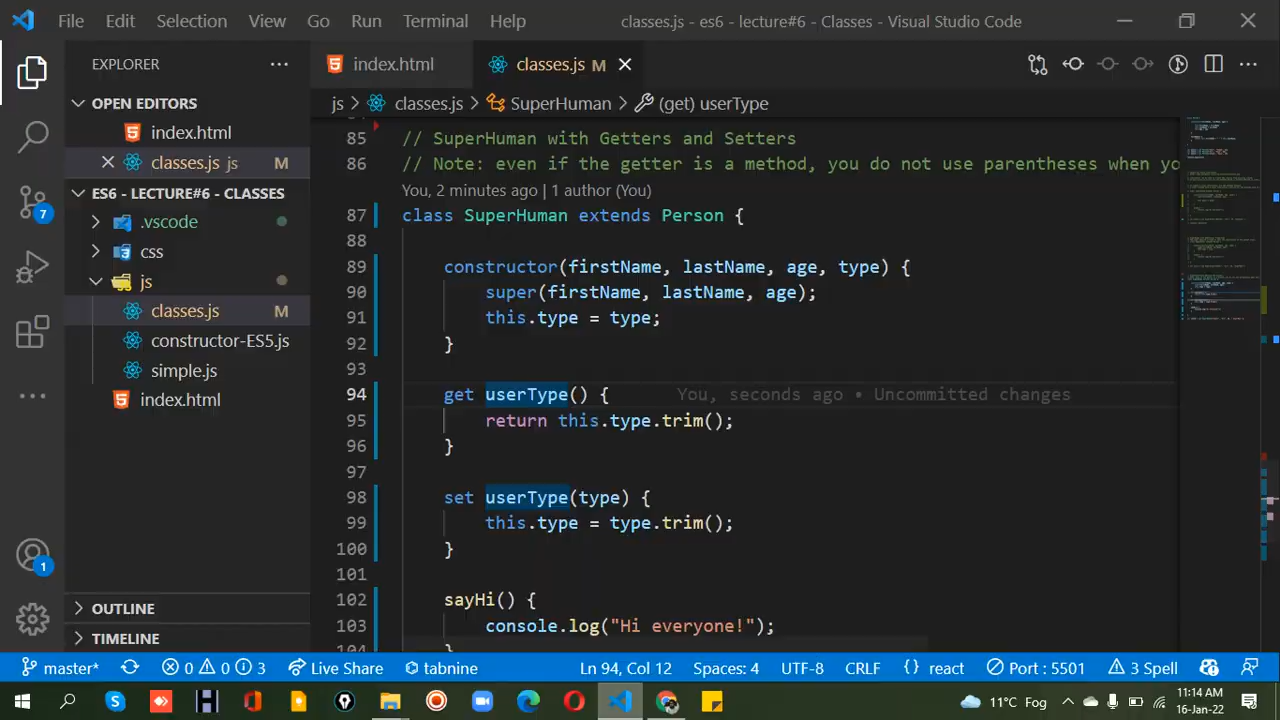 File Edit Selection View Go Run Terminal Help classes.js - es6 - lecture#6 - Classes - Visual Studio Code
EXPLORER
index.html
classes.js M
OPEN EDITORS
index.html
classes.js js M
ES6 - LECTURE#6 - CLASSES
.vscode
css
js
classes.js M
constructor-ES5.js
simple.js
index.html
OUTLINE
TIMELINE
7
1
js > classes.js > SuperHuman > (get) userType
85 // SuperHuman with Getters and Setters
86 // Note: even if the getter is a method, you do not use parentheses when yo
You, 2 minutes ago | 1 author (You)
87 class SuperHuman extends Person {
88
89 constructor(firstName, lastName, age, type) {
90 super(firstName, lastName, age);
91 this.type = type;
92 }
93
94 get userType() { You, seconds ago • Uncommitted changes
95 return this.type.trim();
96 }
97
98 set userType(type) {
99 this.type = type.trim();
100 }
101
102 sayHi() {
103 console.log("Hi everyone!");
104 }
master* 0 0 3 Live Share tabnine Ln 94, Col 12 Spaces: 4 UTF-8 CRLF {} react Port : 5501 3 Spell
11°C Fog 11:14 AM
16-Jan-22